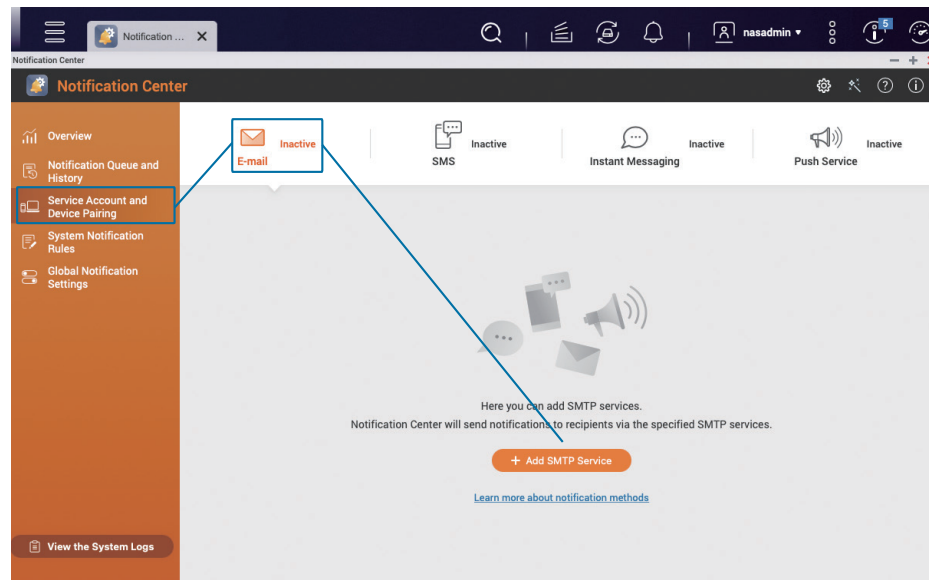 Notification ...
nasadmin
5
Notification Center
Notification Center
Overview
Notification Queue and
History
Service Account and
Device Pairing
System Notification
Rules
Global Notification
Settings
View the System Logs
E-mail
Inactive
SMS
Inactive
Instant Messaging
Inactive
Push Service
Inactive
Here you can add SMTP services.
Notification Center will send notifications to recipients via the specified SMTP services.
+ Add SMTP Service
Learn more about notification methods